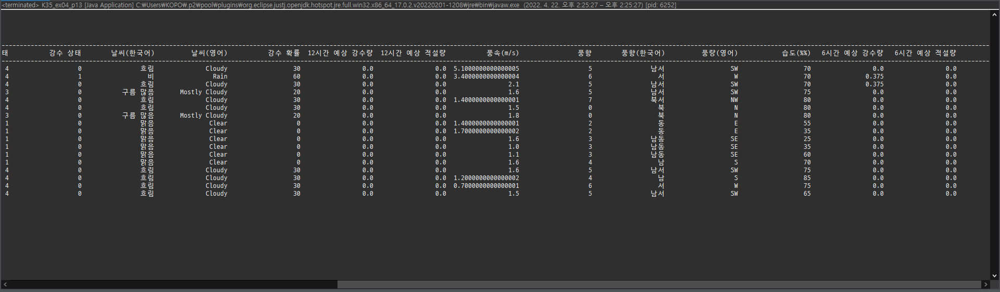 <terminated> K35_ex04_p13 [Java Application] C:₩Users₩KOPO₩.p2₩pool₩plugins₩org.eclipse.justj.openjdk.hotspot.jre.full.win32.x86_64_17.0.2.v20220201-1208₩jre₩bin₩javaw.exe (2022. 4. 22. 오후 2:25:27 – 오후 2:25:27) [pid: 6252]
태 강수 상태 날씨(한국어) 날씨(영어) 강수 확률 12시간 예상 강수량 12시간 예상 적설량 풍속(m/s) 풍향 풍향(한국어) 풍량(영어) 습도(%%) 6시간 예상 강수량 6시간 예상 적설량
4 0 흐림 Cloudy 30 0.0 0.0 5.1000000000000005 5 남서 SW 70 0.0 0.0
4 1 비 Rain 60 0.0 0.0 3.4000000000000004 6 서 W 70 0.375 0.0
4 0 흐림 Cloudy 30 0.0 0.0 2.1 5 남서 SW 70 0.375 0.0
3 0 구름 많음 Mostly Cloudy 20 0.0 0.0 1.6 5 남서 SW 75 0.0 0.0
4 0 흐림 Cloudy 30 0.0 0.0 1.4000000000000001 7 북서 NW 80 0.0 0.0
4 0 흐림 Cloudy 30 0.0 0.0 1.5 0 북 N 80 0.0 0.0
3 0 구름 많음 Mostly Cloudy 20 0.0 0.0 1.8 0 북 N 80 0.0 0.0
1 0 맑음 Clear 0 0.0 0.0 1.4000000000000001 2 동 E 55 0.0 0.0
1 0 맑음 Clear 0 0.0 0.0 1.7000000000000002 2 동 E 35 0.0 0.0
1 0 맑음 Clear 0 0.0 0.0 1.6 3 남동 SE 25 0.0 0.0
1 0 맑음 Clear 0 0.0 0.0 1.0 3 남동 SE 35 0.0 0.0
1 0 맑음 Clear 0 0.0 0.0 1.1 3 남동 SE 60 0.0 0.0
1 0 맑음 Clear 0 0.0 0.0 1.6 4 남 S 70 0.0 0.0
4 0 흐림 Cloudy 30 0.0 0.0 1.6 5 남서 SW 75 0.0 0.0
4 0 흐림 Cloudy 30 0.0 0.0 1.2000000000000002 4 남 S 85 0.0 0.0
4 0 흐림 Cloudy 30 0.0 0.0 0.7000000000000001 6 서 W 75 0.0 0.0
4 0 흐림 Cloudy 30 0.0 0.0 1.5 5 남서 SW 65 0.0 0.0